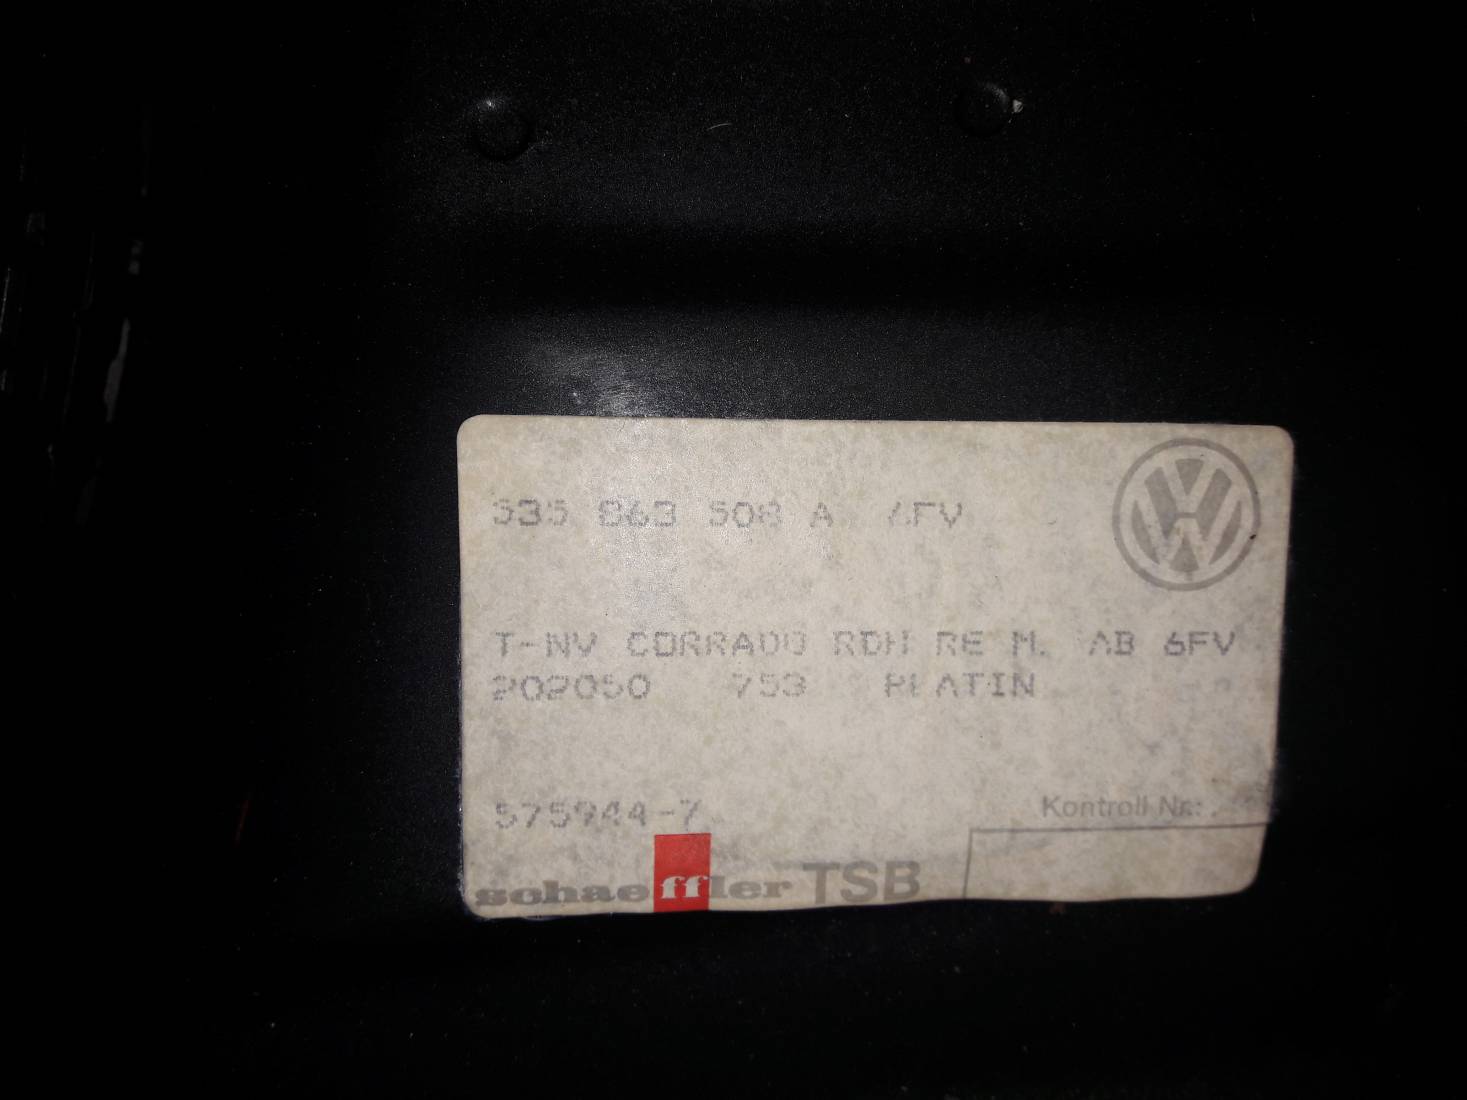 535 863 508 A 6FV
T-NV CORRADO RDH RE M. AB 6FV
202050 753 PLATIN
575944-7
Kontroll Nr.:
schaeffler TSB